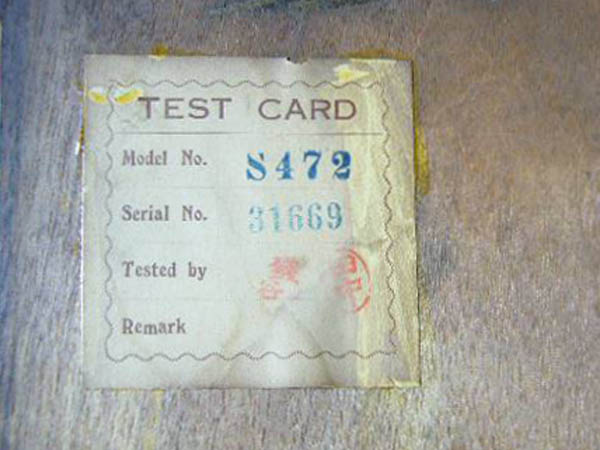 TEST CARD
Model No. S472
Serial No. 31669
Tested by
Remark